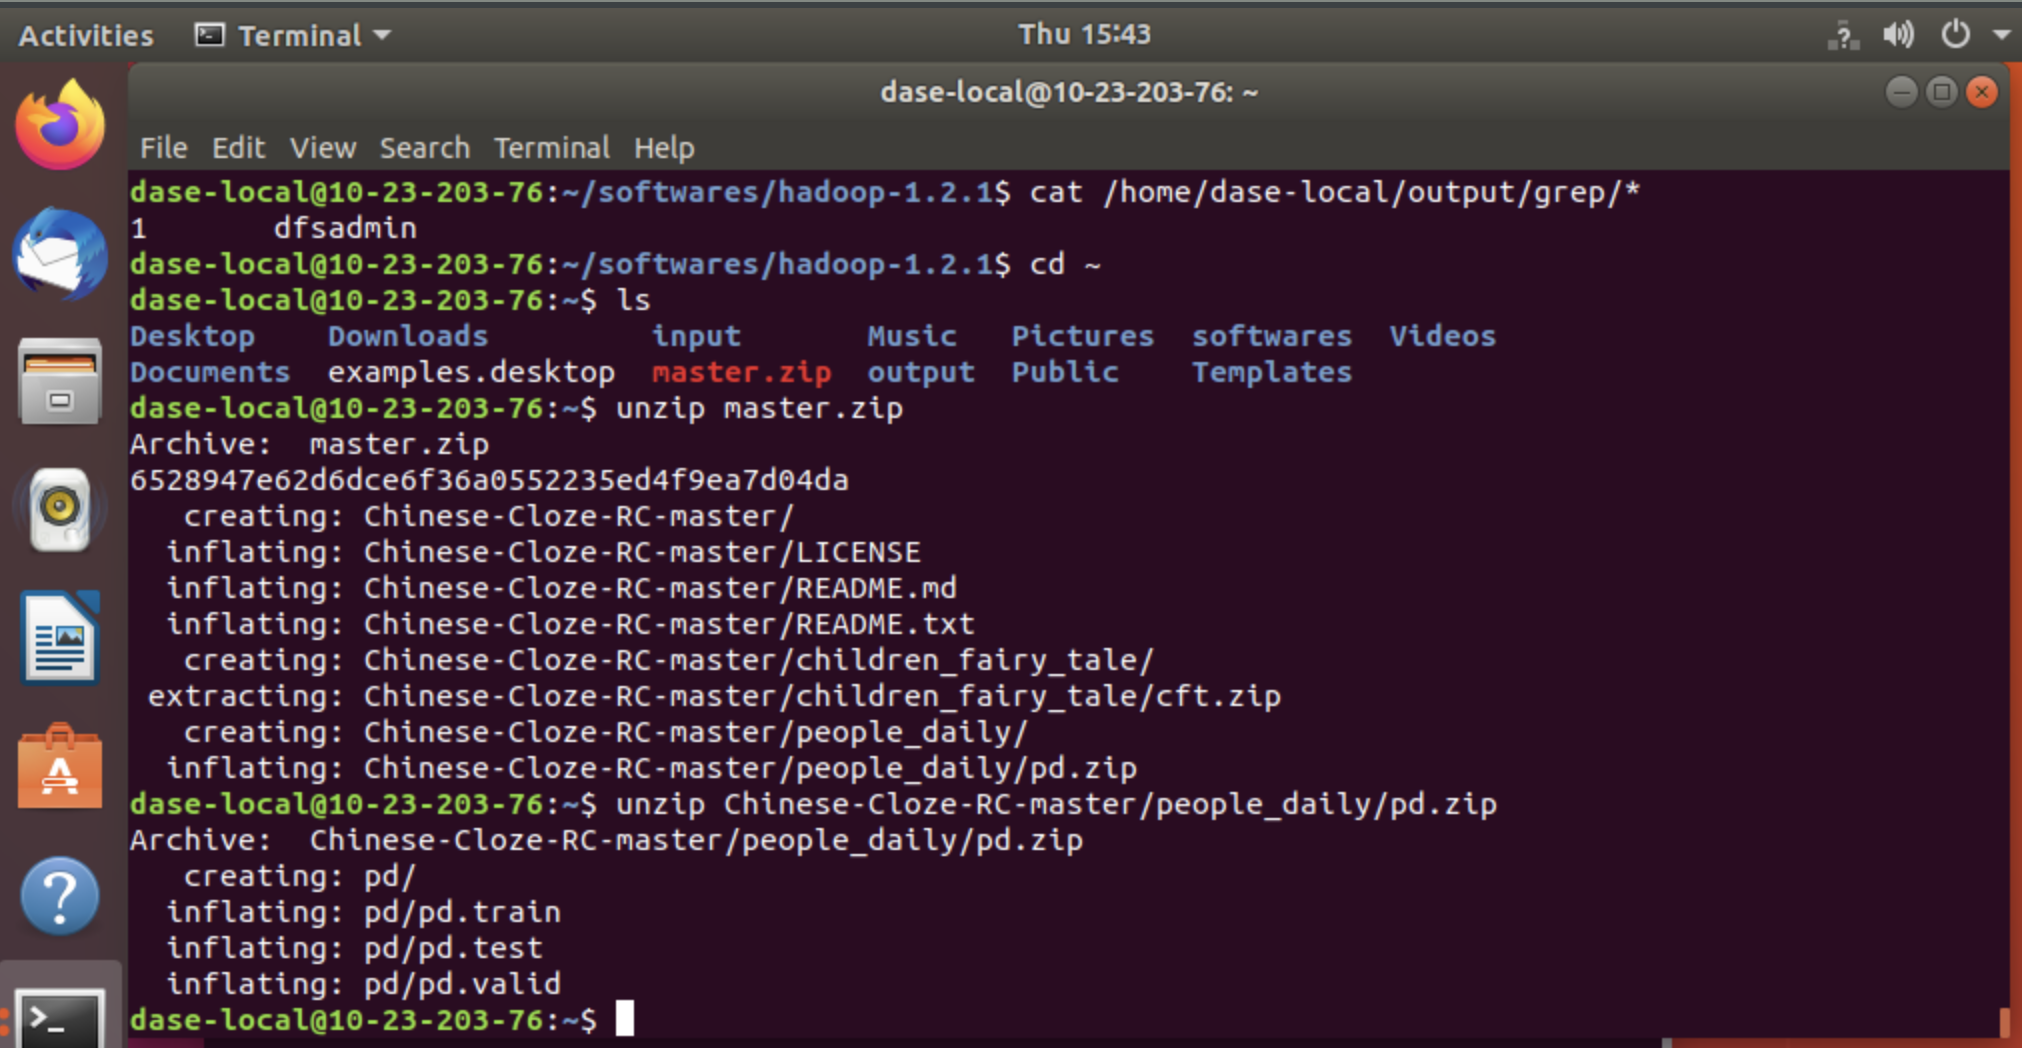 Activities Terminal Thu 15:43
dase-local@10-23-203-76: ~
File Edit View Search Terminal Help
dase-local@10-23-203-76:~/softwares/hadoop-1.2.1$ cat /home/dase-local/output/grep/*
1 dfsadmin
dase-local@10-23-203-76:~/softwares/hadoop-1.2.1$ cd ~
dase-local@10-23-203-76:~$ ls
Desktop Downloads input Music Pictures softwares Videos
Documents examples.desktop master.zip output Public Templates
dase-local@10-23-203-76:~$ unzip master.zip
Archive: master.zip
6528947e62d6dce6f36a0552235ed4f9ea7d04da
creating: Chinese-Cloze-RC-master/
inflating: Chinese-Cloze-RC-master/LICENSE
inflating: Chinese-Cloze-RC-master/README.md
inflating: Chinese-Cloze-RC-master/README.txt
creating: Chinese-Cloze-RC-master/children_fairy_tale/
extracting: Chinese-Cloze-RC-master/children_fairy_tale/cft.zip
creating: Chinese-Cloze-RC-master/people_daily/
inflating: Chinese-Cloze-RC-master/people_daily/pd.zip
dase-local@10-23-203-76:~$ unzip Chinese-Cloze-RC-master/people_daily/pd.zip
Archive: Chinese-Cloze-RC-master/people_daily/pd.zip
creating: pd/
inflating: pd/pd.train
inflating: pd/pd.test
inflating: pd/pd.valid
dase-local@10-23-203-76:~$